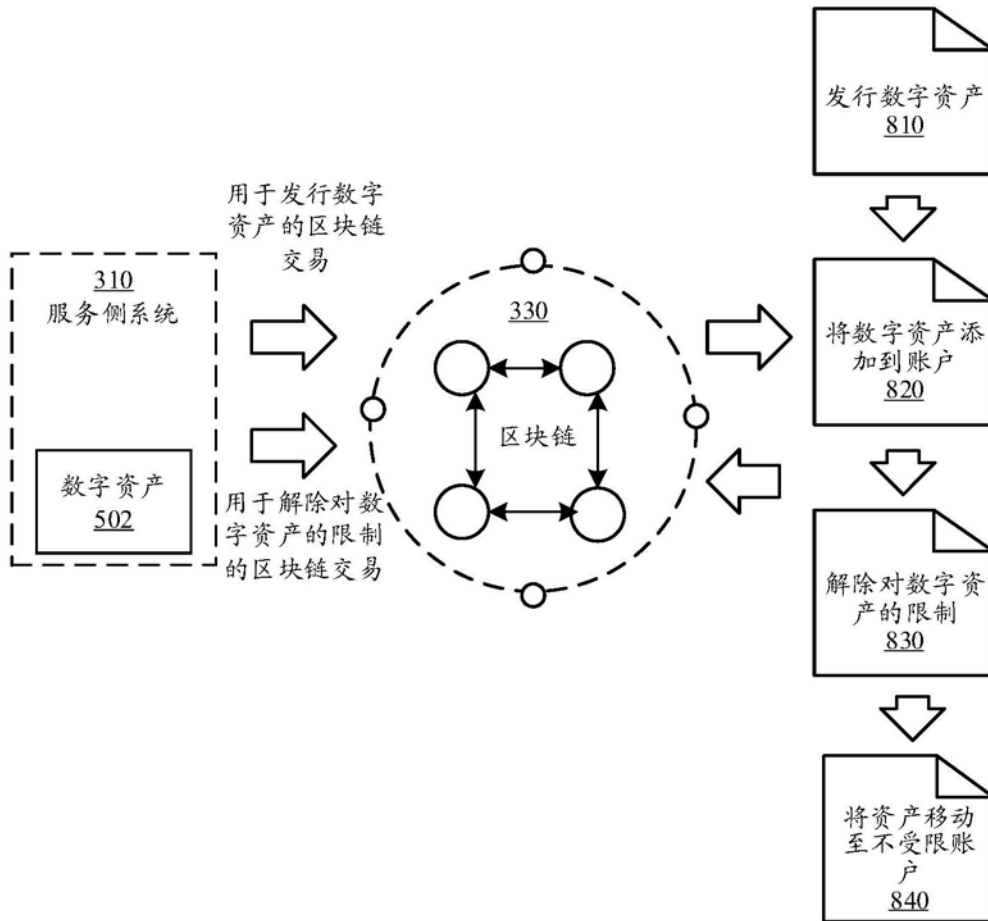 310
服务侧系统
数字资产
502
用于发行数字
资产的区块链
交易
用于解除对数
字资产的限制
的区块链交易
330
区块链
发行数字资产
810
将数字资产添
加到账户
820
解除对数字资
产的限制
830
将资产移动
至不受限账
户
840